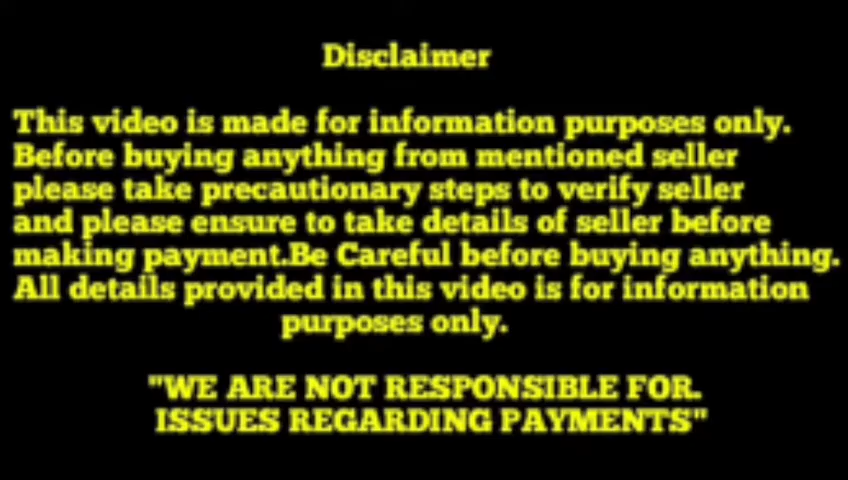 Disclaimer
This video is made for information purposes only.
Before buying anything from mentioned seller
please take precautionary steps to verify seller
and please ensure to take details of seller before
making payment.Be Careful before buying anything.
All details provided in this video is for information
purposes only.
"WE ARE NOT RESPONSIBLE FOR.
ISSUES REGARDING PAYMENTS"